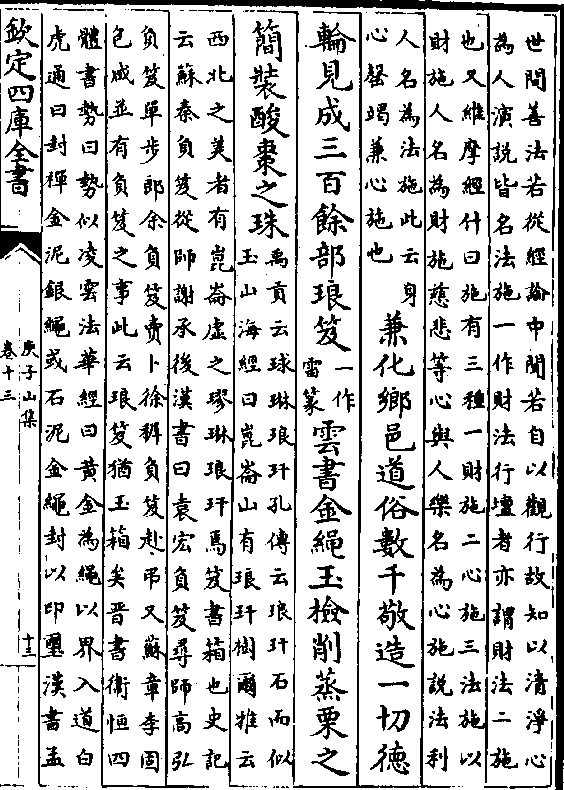 世間善法若從經論中聞若自以觀行故知以清淨心
為人演說皆名法施一作財法行壇者亦謂財法二施
也又維摩經什曰施有三種一財施二心施三法施以
財施人名為財施慈悲等心與人樂名為心施說法利
人名為法施此云身
心罄竭兼心施也
兼化鄉邑道俗數千敬造一切德
輪見成三百餘部琅笈
一作
雷篆
雲書金繩玉檢削蒸栗之
簡裝酸棗之珠
禹貢云球琳琅玕孔傳云琅玕石而似
玉山海經曰崑崙山有琅玕樹爾雅云
西北之美者有崑崙虛之璆琳琅玕焉笈書箱也史記
云蘇秦負笈從師謝承後漢書曰袁宏負笈尋師高弘
負笈單步郎余負笈賣卜徐穉負笈赴弔又蘇章李固
包咸並有負笈之事此云琅笈猶玉箱矣晉書衛恒四
體書勢曰勢似凌雲法華經曰黃金為繩以界入道白
虎通曰封禪金泥銀繩或石泥金繩封以印璽漢書孟
欽定四庫全書
庾子山集
卷十三
十三